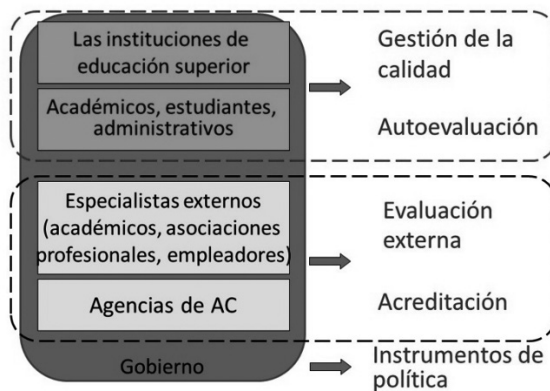 Las instituciones de
educación superior
Académicos, estudiantes,
administrativos
Gestión de la
calidad
Autoevaluación
Especialistas externos
(académicos, asociaciones
profesionales, empleadores)
Agencias de AC
Evaluación
externa
Acreditación
Gobierno
Instrumentos de
política